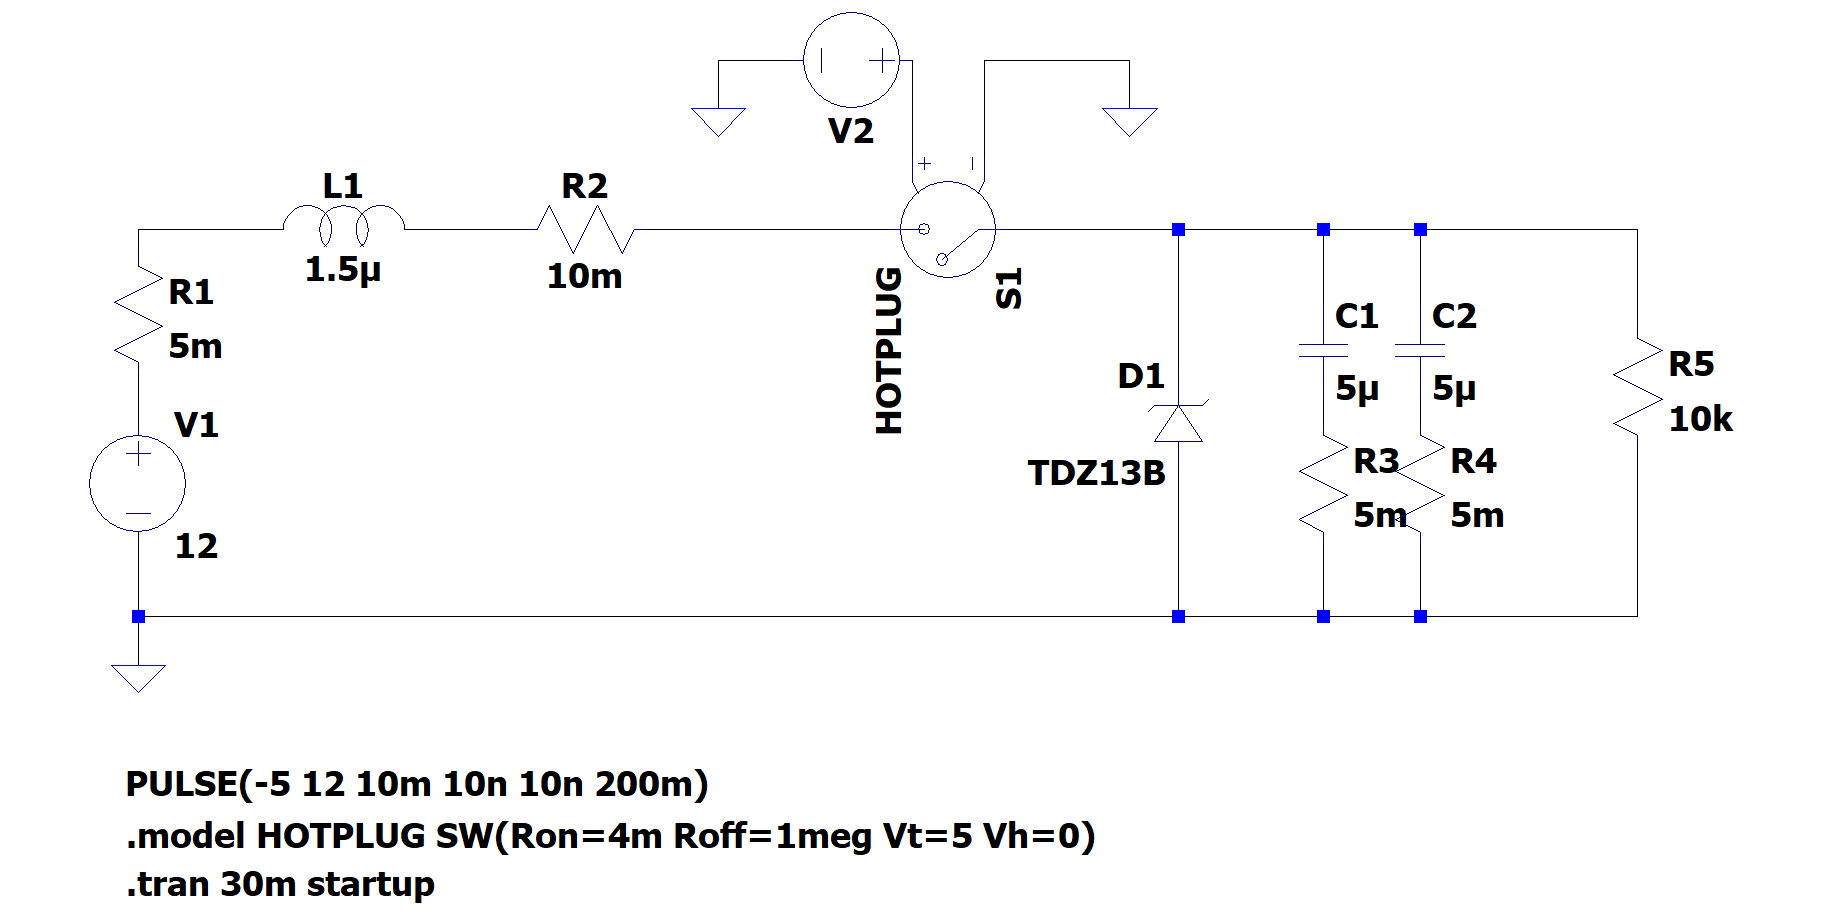 V2
L1
1.5µ
R2
10m
HOTPLUG
S1
R1
5m
V1
12
D1
TDZ13B
C1
5µ
C2
5µ
R3
5m
R4
5m
R5
10k
PULSE(-5 12 10m 10n 10n 200m)
.model HOTPLUG SW(Ron=4m Roff=1meg Vt=5 Vh=0)
.tran 30m startup